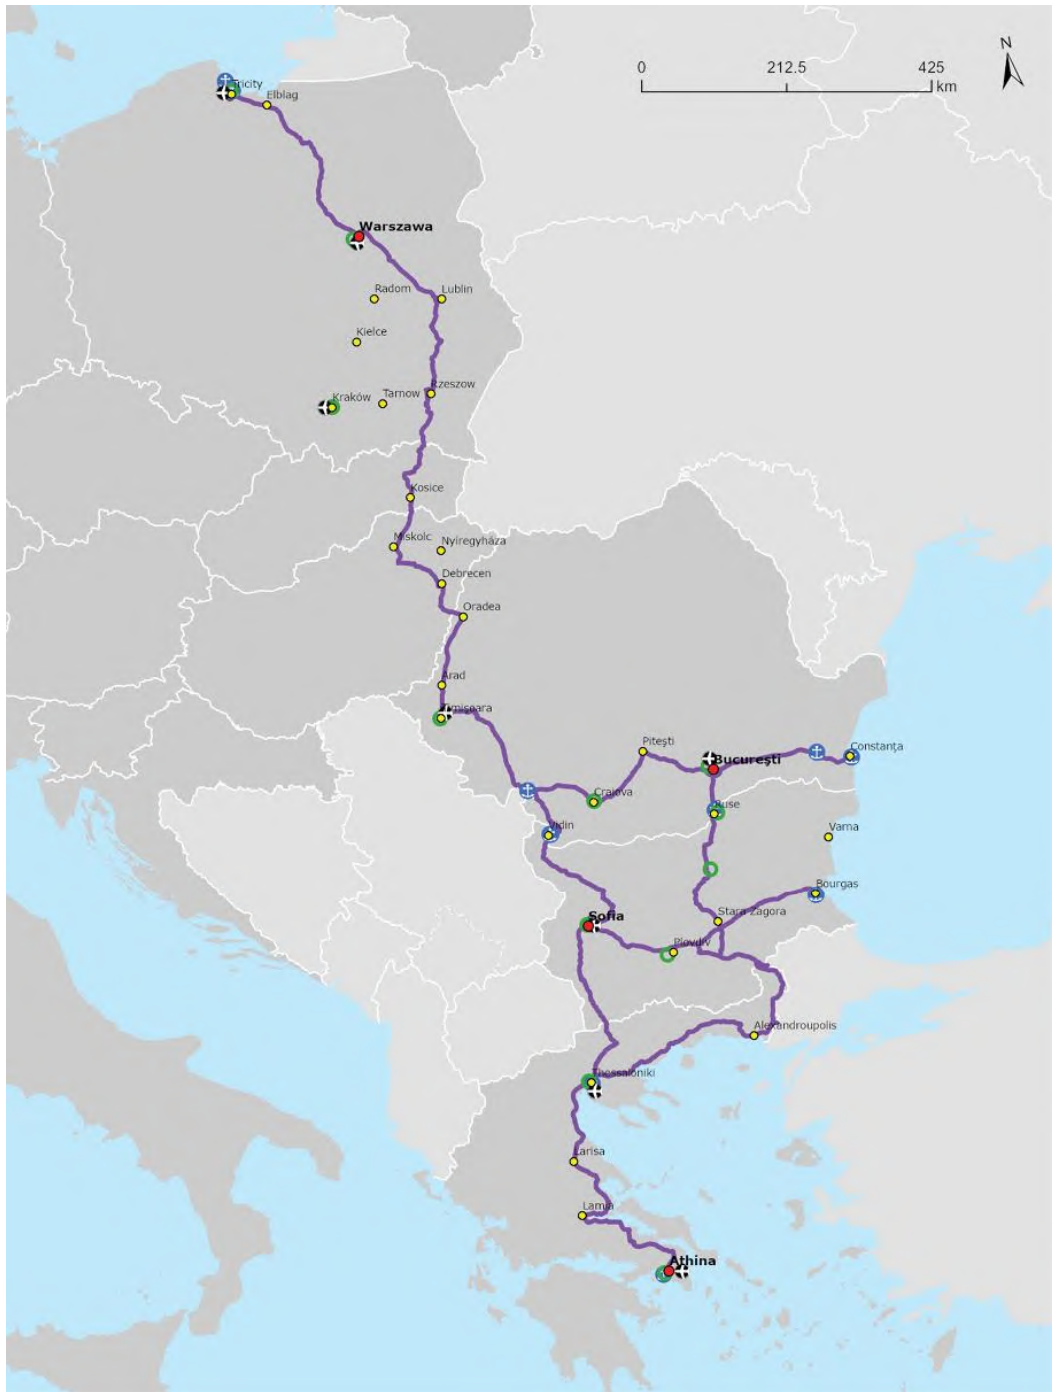 N
0 212.5 425
km
Tricity
Elblag
Warszawa
Radom
Lublin
Kielce
Rzeszow
Tarnow
Kraków
Kosice
Miskolc
Nyiregyháza
Debrecen
Oradea
Arad
Timişoara
Piteşti
Bucureşti
Constanţa
Craiova
Ruse
Vidin
Varna
Bourgas
Stara Zagora
Sofia
Plovdiv
Alexandroupolis
Thessaloniki
Larisa
Lamia
Athina